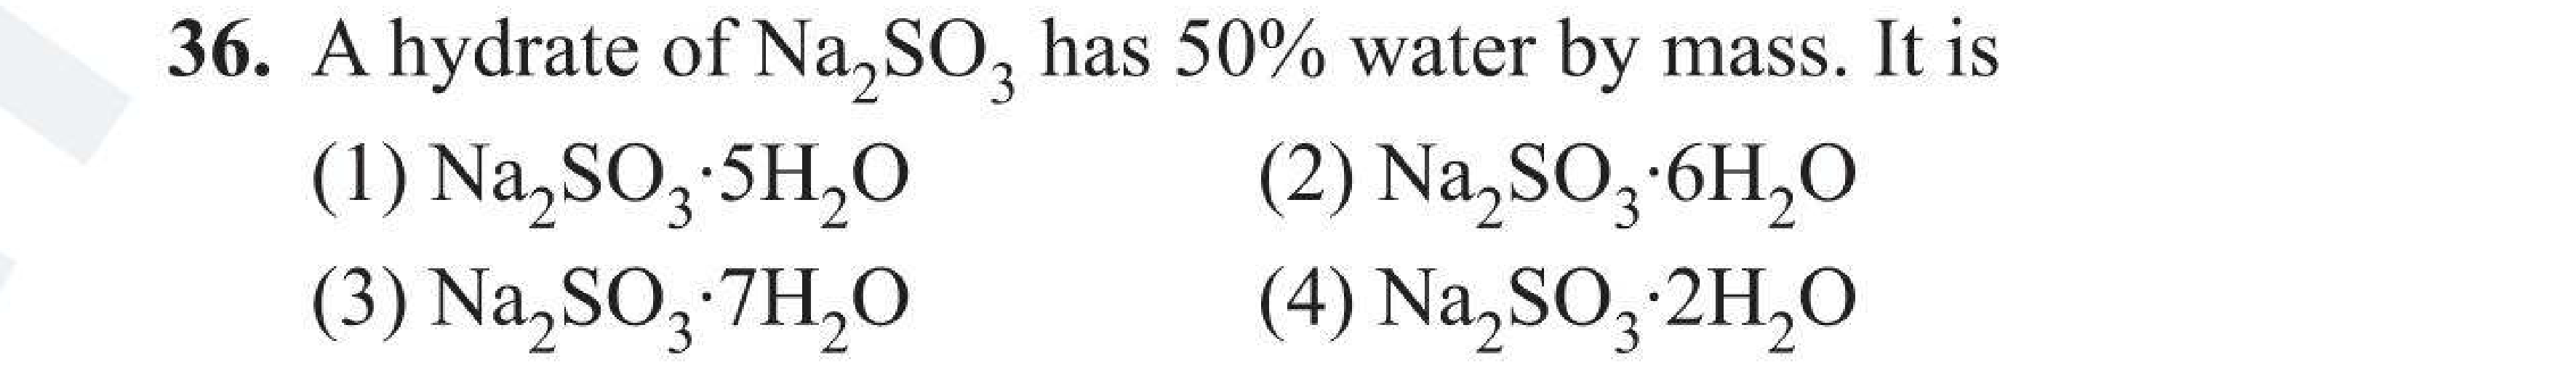 36. A hydrate of Na₂SO₃ has 50% water by mass. It is
(1) Na₂SO₃·5H₂O (2) Na₂SO₃·6H₂O
(3) Na₂SO₃·7H₂O (4) Na₂SO₃·2H₂O